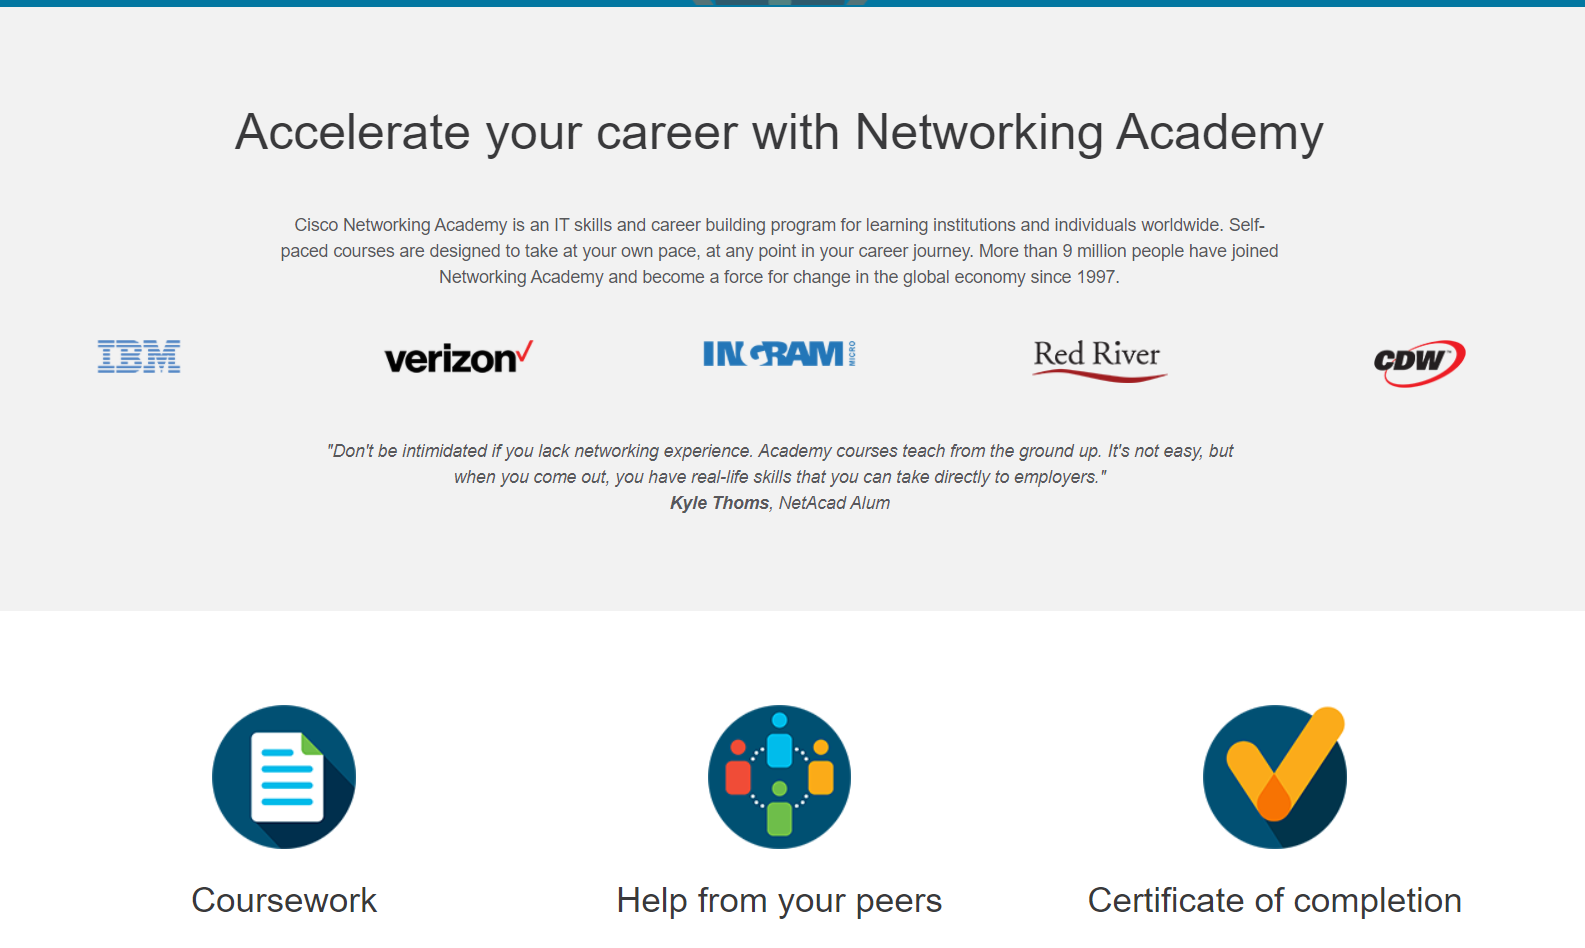 Accelerate your career with Networking Academy
Cisco Networking Academy is an IT skills and career building program for learning institutions and individuals worldwide. Self-
paced courses are designed to take at your own pace, at any point in your career journey. More than 9 million people have joined
Networking Academy and become a force for change in the global economy since 1997.
IBM
verizon
INGRAM MICRO
Red River
CDW™
"Don't be intimidated if you lack networking experience. Academy courses teach from the ground up. It's not easy, but
when you come out, you have real-life skills that you can take directly to employers."
Kyle Thoms, NetAcad Alum
Coursework
Help from your peers
Certificate of completion